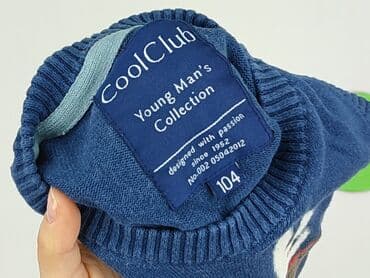 CoolClub
Young Man's
Collection
designed with passion
since 1952
No.002 05042012
104